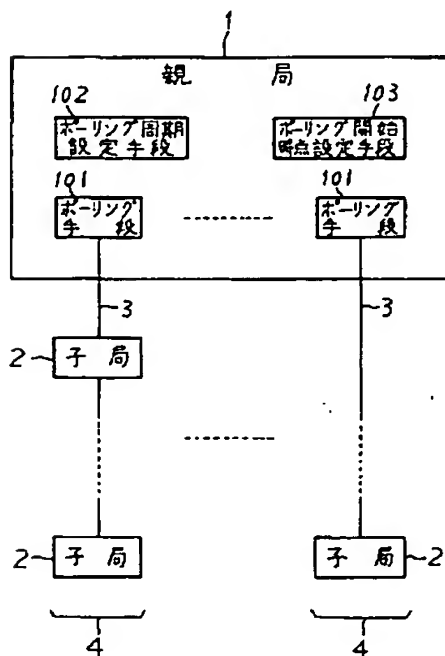 1
親局
102
103
ポーリング周期
設定手段
ポーリング開始
時点設定手段
101
101
ポーリング
手段
ポーリング
手段
3
3
2
子局
2
子局
子局
2
4
4